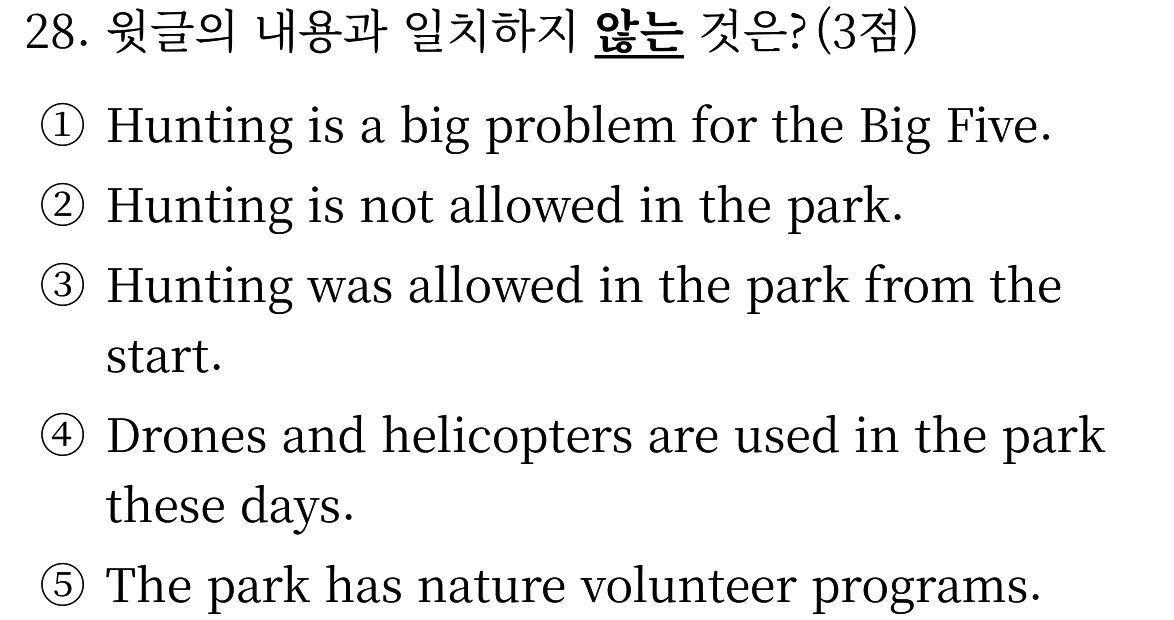 28. 윗글의 내용과 일치하지 않는 것은?(3점)
① Hunting is a big problem for the Big Five.
② Hunting is not allowed in the park.
③ Hunting was allowed in the park from the
start.
④ Drones and helicopters are used in the park
these days.
⑤ The park has nature volunteer programs.